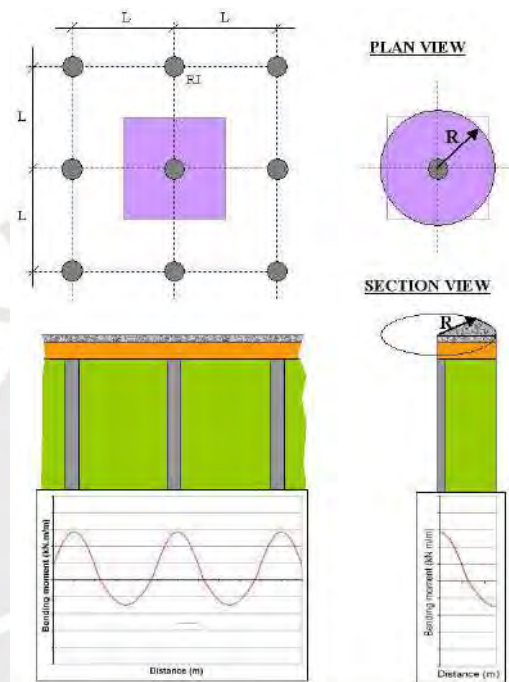 L
L
PLAN VIEW
RI
L
R
L
SECTION VIEW
R
Bending moment (kN.m/m)
Distance (m)
Bending moment (kN.m/m)
Distance (m)